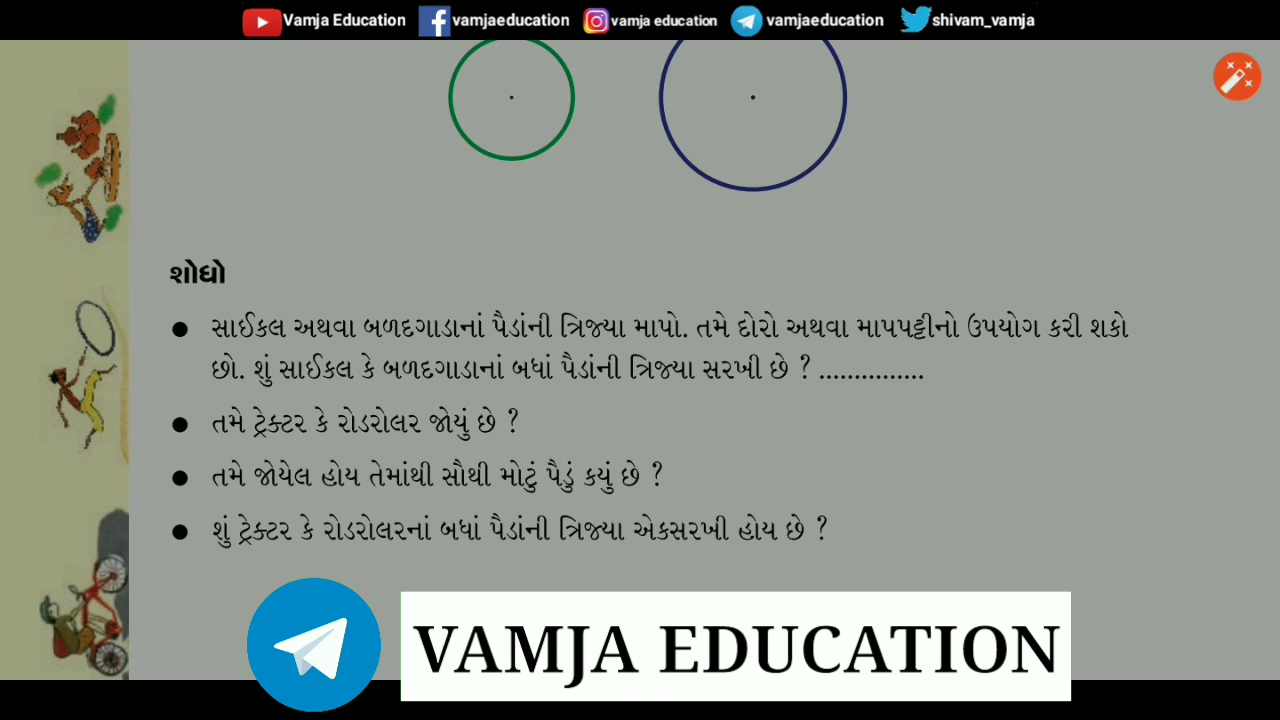 Vamja Education vamjaeducation vamja education vamjaeducation shivam_vamja
શોધો
● સાઈકલ અથવા બળદગાડાનાં પૈડાંની ત્રિજ્યા માપો. તમે દોરો અથવા માપપટ્ટીનો ઉપયોગ કરી શકો
છો. શું સાઈકલ કે બળદગાડાનાં બધાં પૈડાંની ત્રિજ્યા સરખી છે ? ...............
● તમે ટ્રેક્ટર કે રોડરોલર જોયું છે ?
● તમે જોયેલ હોય તેમાંથી સૌથી મોટું પૈડું કયું છે ?
● શું ટ્રેક્ટર કે રોડરોલરનાં બધાં પૈડાંની ત્રિજ્યા એકસરખી હોય છે ?
VAMJA EDUCATION